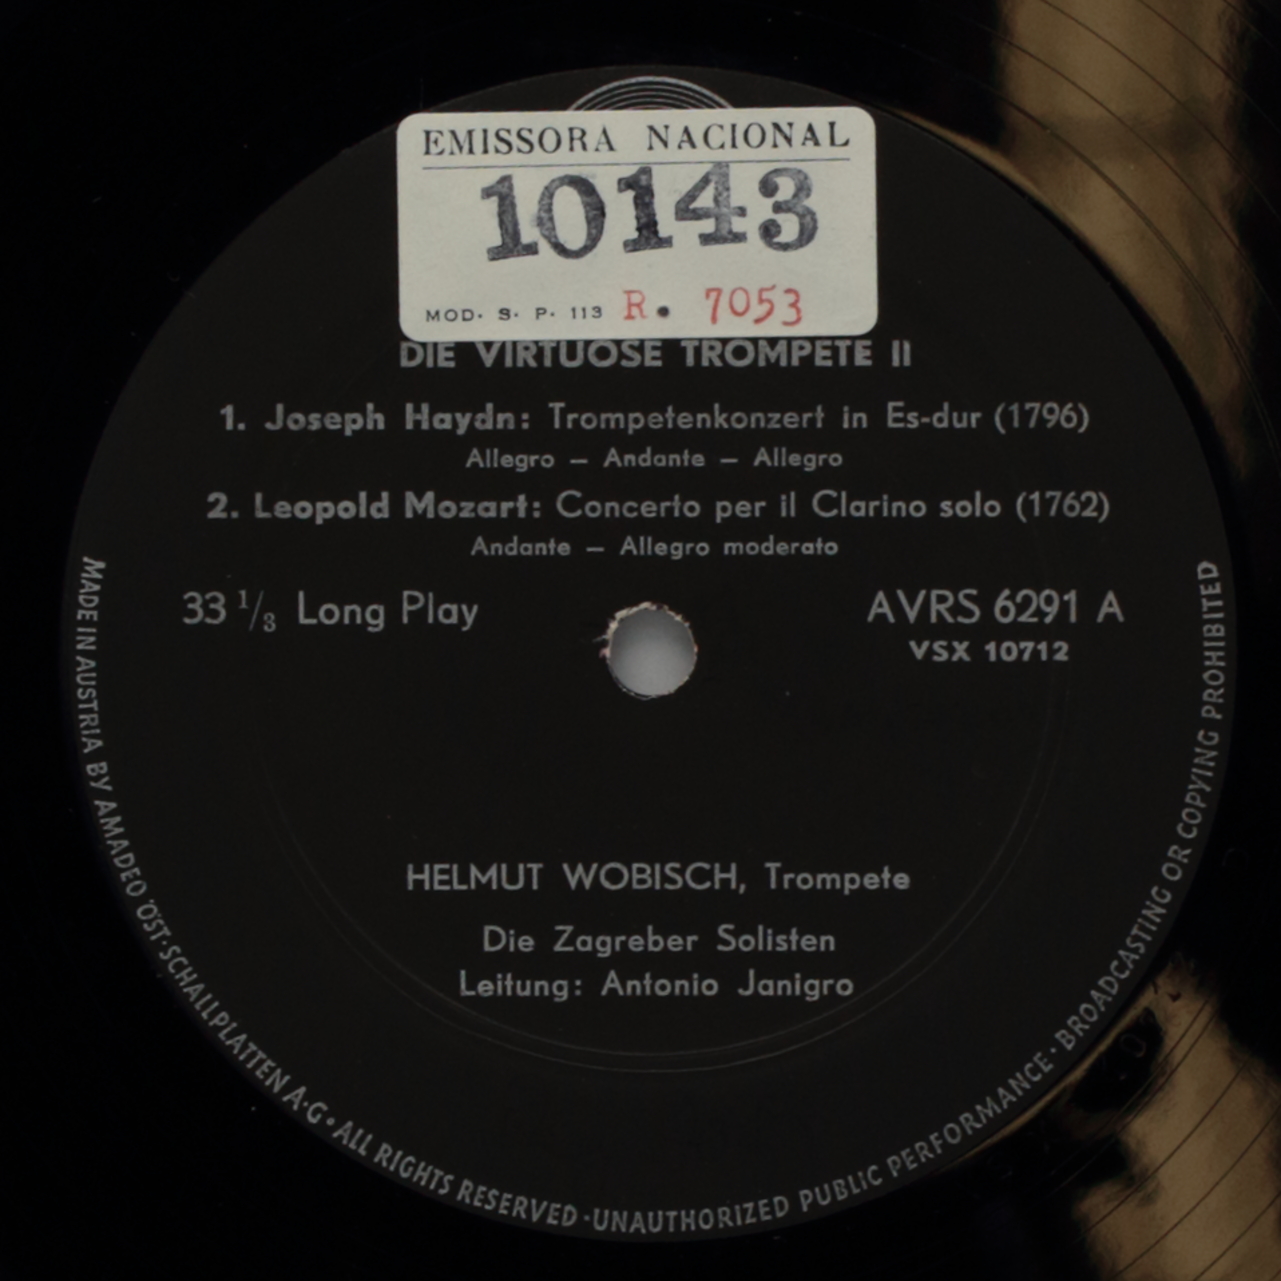 EMISSORA NACIONAL
10143
MOD. S. P. 113 R. 7053
DIE VIRTUOSE TROMPETE II
1. Joseph Haydn: Trompetenkonzert in Es-dur (1796)
Allegro – Andante – Allegro
2. Leopold Mozart: Concerto per il Clarino solo (1762)
Andante – Allegro moderato
33 1/3 Long Play
AVRS 6291 A
VSX 10712
HELMUT WOBISCH, Trompete
Die Zagreber Solisten
Leitung: Antonio Janigro
MADE IN AUSTRIA BY AMADEO ÖST. SCHALLPLATTEN A.G. • ALL RIGHTS RESERVED · UNAUTHORIZED PUBLIC PERFORMANCE · BROADCASTING OR COPYING PROHIBITED